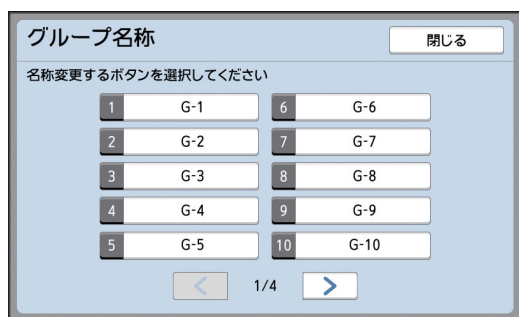 グループ名称
閉じる
名称変更するボタンを選択してください
1 G-1
6 G-6
2 G-2
7 G-7
3 G-3
8 G-8
4 G-4
9 G-9
5 G-5
10 G-10
< 1/4 >